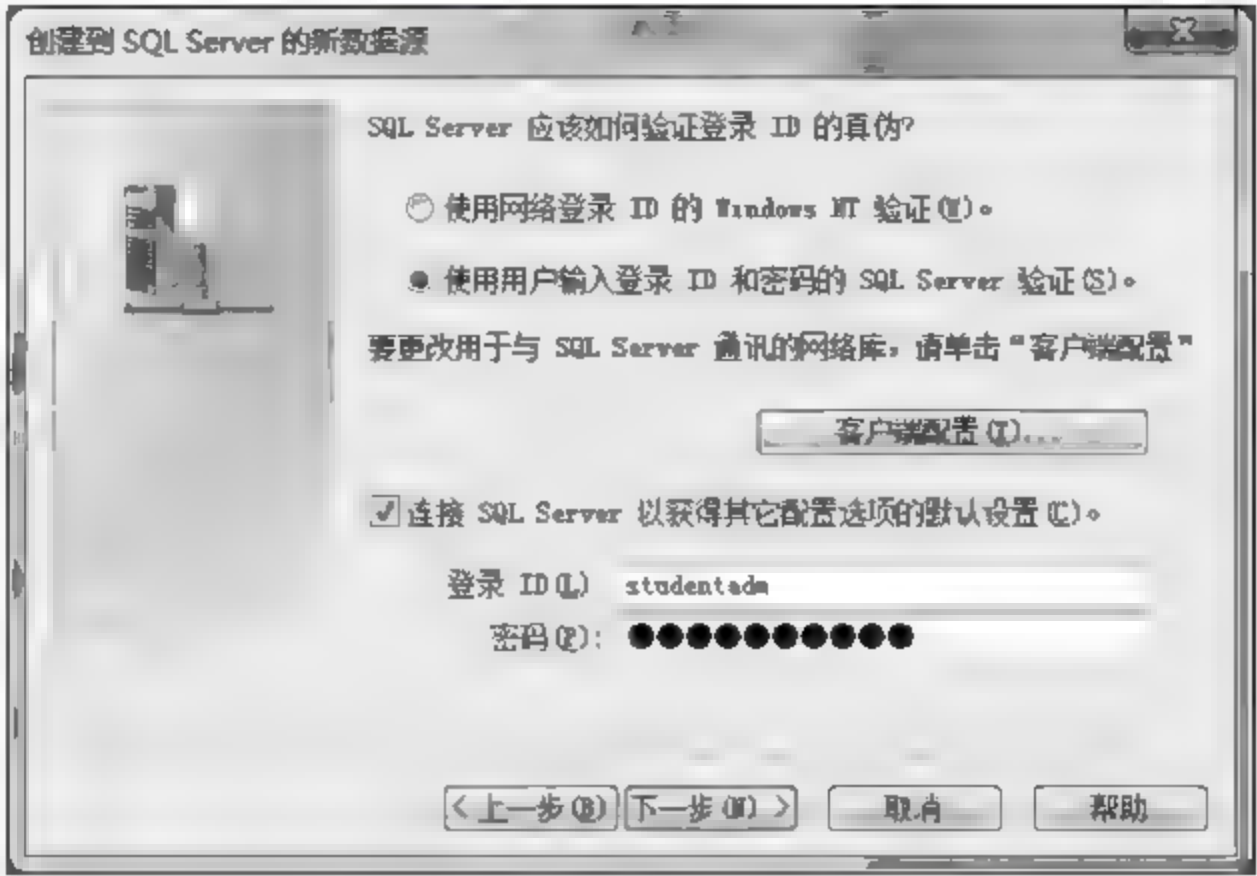 创建到 SQL Server 的新数据源
SQL Server 应该如何验证登录 ID 的真伪?
使用网络登录 ID 的 Windows NT 验证(W)。
使用用户输入登录 ID 和密码的 SQL Server 验证(S)。
要更改用于与 SQL Server 通讯的网络库,请单击“客户端配置”
客户端配置(T)...
连接 SQL Server 以获得其它配置选项的默认设置(C)。
登录 ID(L) studentadm
密码(P): ●●●●●●●●●●
< 上一步(B) 下一步(N) > 取消 帮助